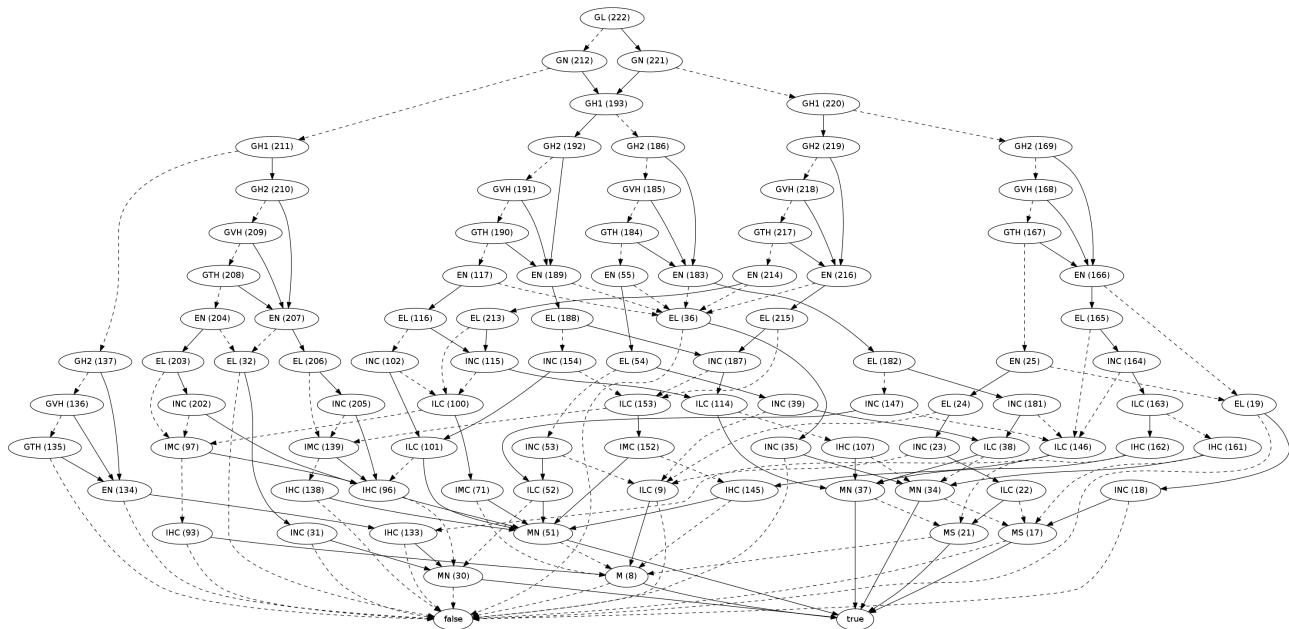 GL (222)
GN (212) GN (221)
GH1 (193) GH1 (220)
GH1 (211) GH2 (192) GH2 (186) GH2 (219) GH2 (169)
GH2 (210) GVH (191) GVH (185) GVH (218) GVH (168)
GVH (209) GTH (190) GTH (184) GTH (217) GTH (167)
GTH (208) EN (117) EN (189) EN (55) EN (183) EN (214) EN (216) EN (166)
EN (204) EN (207) EL (116) EL (213) EL (188) EL (36) EL (215) EL (165)
GH2 (137) EL (203) EL (32) EL (206) INC (102) INC (115) INC (154) EL (54) INC (187) EL (182) EN (25) INC (164)
GVH (136) INC (202) INC (205) ILC (100) ILC (153) ILC (114) INC (39) INC (147) EL (24) INC (181) ILC (163) EL (19)
GTH (135) IMC (97) IMC (139) ILC (101) INC (53) IMC (152) INC (35) IHC (107) INC (23) ILC (38) ILC (146) IHC (162) IHC (161)
EN (134) IHC (138) IHC (96) IMC (71) ILC (52) ILC (9) IHC (145) MN (37) MN (34) ILC (22) INC (18)
IHC (93) INC (31) IHC (133) MN (51) MS (21) MS (17)
MN (30) M (8)
false true